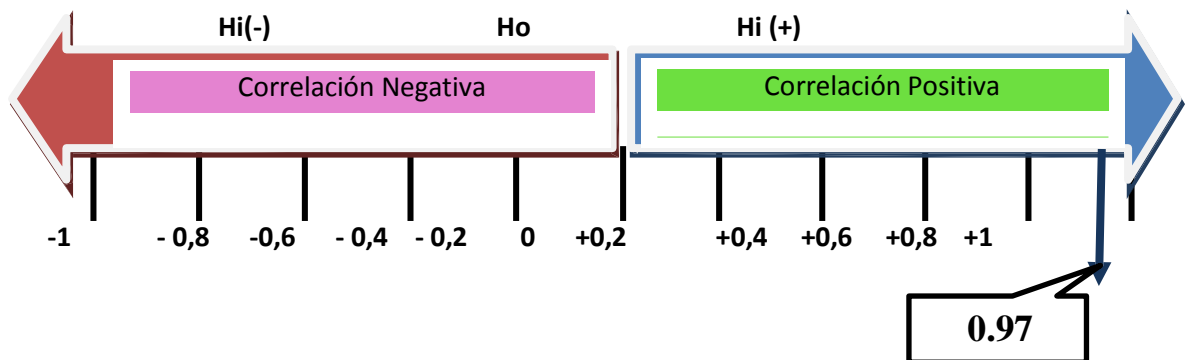 Hi(-) Ho Hi (+)
Correlación Negativa Correlación Positiva
-1 - 0,8 -0,6 - 0,4 - 0,2 0 +0,2 +0,4 +0,6 +0,8 +1
0.97